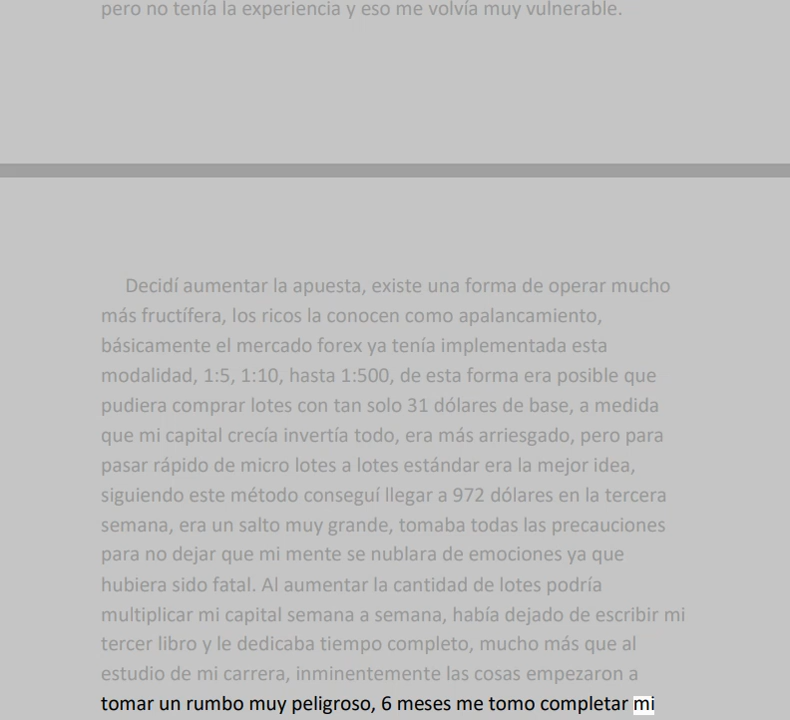 pero no tenía la experiencia y eso me volvía muy vulnerable.
Decidí aumentar la apuesta, existe una forma de operar mucho
más fructífera, los ricos la conocen como apalancamiento,
básicamente el mercado forex ya tenía implementada esta
modalidad, 1:5, 1:10, hasta 1:500, de esta forma era posible que
pudiera comprar lotes con tan solo 31 dólares de base, a medida
que mi capital crecía invertía todo, era más arriesgado, pero para
pasar rápido de micro lotes a lotes estándar era la mejor idea,
siguiendo este método conseguí llegar a 972 dólares en la tercera
semana, era un salto muy grande, tomaba todas las precauciones
para no dejar que mi mente se nublara de emociones ya que
hubiera sido fatal. Al aumentar la cantidad de lotes podría
multiplicar mi capital semana a semana, había dejado de escribir mi
tercer libro y le dedicaba tiempo completo, mucho más que al
estudio de mi carrera, inminentemente las cosas empezaron a
tomar un rumbo muy peligroso, 6 meses me tomo completar mi